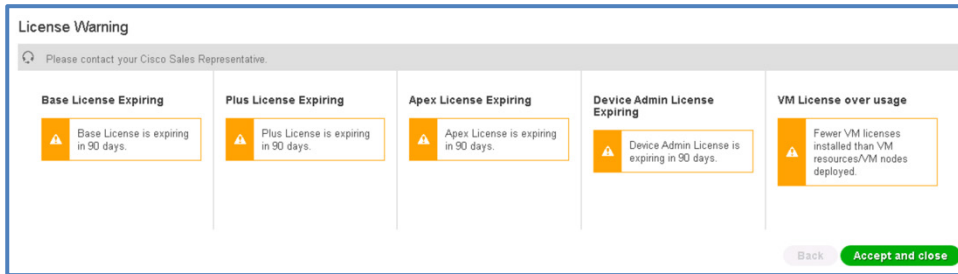 License Warning
Please contact your Cisco Sales Representative.
Base License Expiring
Base License is expiring
in 90 days.
Plus License Expiring
Plus License is expiring
in 90 days.
Apex License Expiring
Apex License is expiring
in 90 days.
Device Admin License
Expiring
Device Admin License is
expiring in 90 days.
VM License over usage
Fewer VM licenses
installed than VM
resources/VM nodes
deployed.
Back
Accept and close